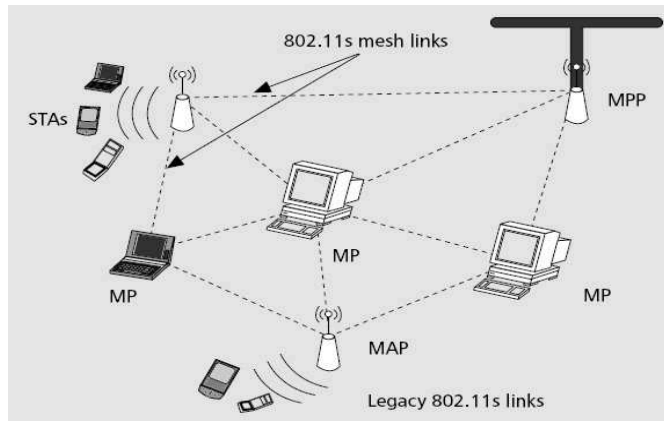 802.11s mesh links
STAs
MPP
MP
MP
MP
MAP
Legacy 802.11s links